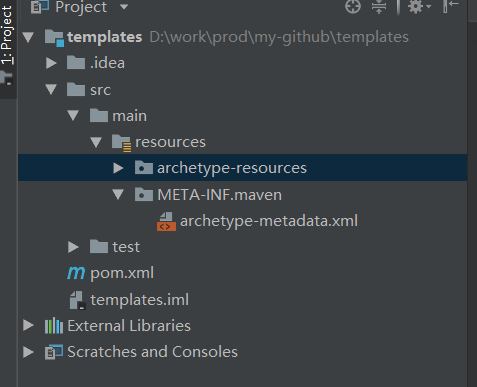 1: Project
Project
templates D:\work\prod\my-github\templates
.idea
src
main
resources
archetype-resources
META-INF.maven
archetype-metadata.xml
test
pom.xml
templates.iml
External Libraries
Scratches and Consoles